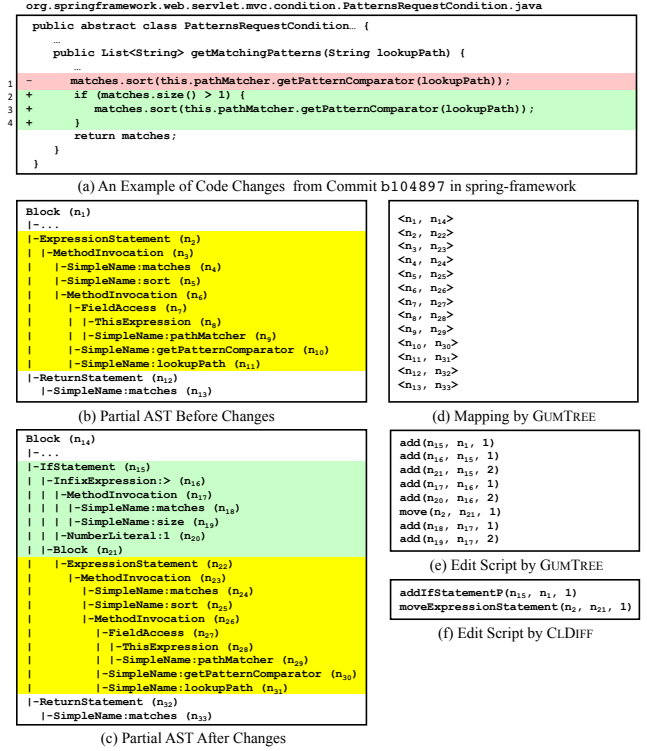 org.springframework.web.servlet.mvc.condition.PatternsRequestCondition.java
public abstract class PatternsRequestCondition… {
…
public List<String> getMatchingPatterns(String lookupPath) {
…
1 - matches.sort(this.pathMatcher.getPatternComparator(lookupPath));
2 + if (matches.size() > 1) {
3 + matches.sort(this.pathMatcher.getPatternComparator(lookupPath));
4 + }
return matches;
}
}
(a) An Example of Code Changes from Commit b104897 in spring-framework
Block (n1)
|-...
|-ExpressionStatement (n2)
| |-MethodInvocation (n3)
| |-SimpleName:matches (n4)
| |-SimpleName:sort (n5)
| |-MethodInvocation (n6)
| |-FieldAccess (n7)
| | |-ThisExpression (n8)
| | |-SimpleName:pathMatcher (n9)
| |-SimpleName:getPatternComparator (n10)
| |-SimpleName:lookupPath (n11)
|-ReturnStatement (n12)
|-SimpleName:matches (n13)
(b) Partial AST Before Changes
Block (n14)
|-...
|-IfStatement (n15)
| |-InfixExpression:> (n16)
| | |-MethodInvocation (n17)
| | | |-SimpleName:matches (n18)
| | | |-SimpleName:size (n19)
| | |-NumberLiteral:1 (n20)
| |-Block (n21)
| |-ExpressionStatement (n22)
| |-MethodInvocation (n23)
| |-SimpleName:matches (n24)
| |-SimpleName:sort (n25)
| |-MethodInvocation (n26)
| |-FieldAccess (n27)
| | |-ThisExpression (n28)
| | |-SimpleName:pathMatcher (n29)
| |-SimpleName:getPatternComparator (n30)
| |-SimpleName:lookupPath (n31)
|-ReturnStatement (n32)
|-SimpleName:matches (n33)
(c) Partial AST After Changes
<n1, n14>
<n2, n22>
<n3, n23>
<n4, n24>
<n5, n25>
<n6, n26>
<n7, n27>
<n8, n28>
<n9, n29>
<n10, n30>
<n11, n31>
<n12, n32>
<n13, n33>
(d) Mapping by GUMTREE
add(n15, n1, 1)
add(n16, n15, 1)
add(n21, n15, 2)
add(n17, n16, 1)
add(n20, n16, 2)
move(n2, n21, 1)
add(n18, n17, 1)
add(n19, n17, 2)
(e) Edit Script by GUMTREE
addIfStatementP(n15, n1, 1)
moveExpressionStatement(n2, n21, 1)
(f) Edit Script by CLDIFF